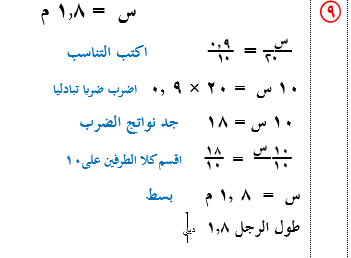 ٩
س = ١,٨ م
س/٢٠ = ٠,٩/١٠ اكتب التناسب
١٠ س = ٢٠ × ٠,٩ اضرب ضربا تبادليا
١٠ س = ١٨ جد نواتج الضرب
١٠ س/١٠ = ١٨/١٠ اقسم كلا الطرفين على ١٠
س = ١,٨ م بسط
طول الرجل ١,٨